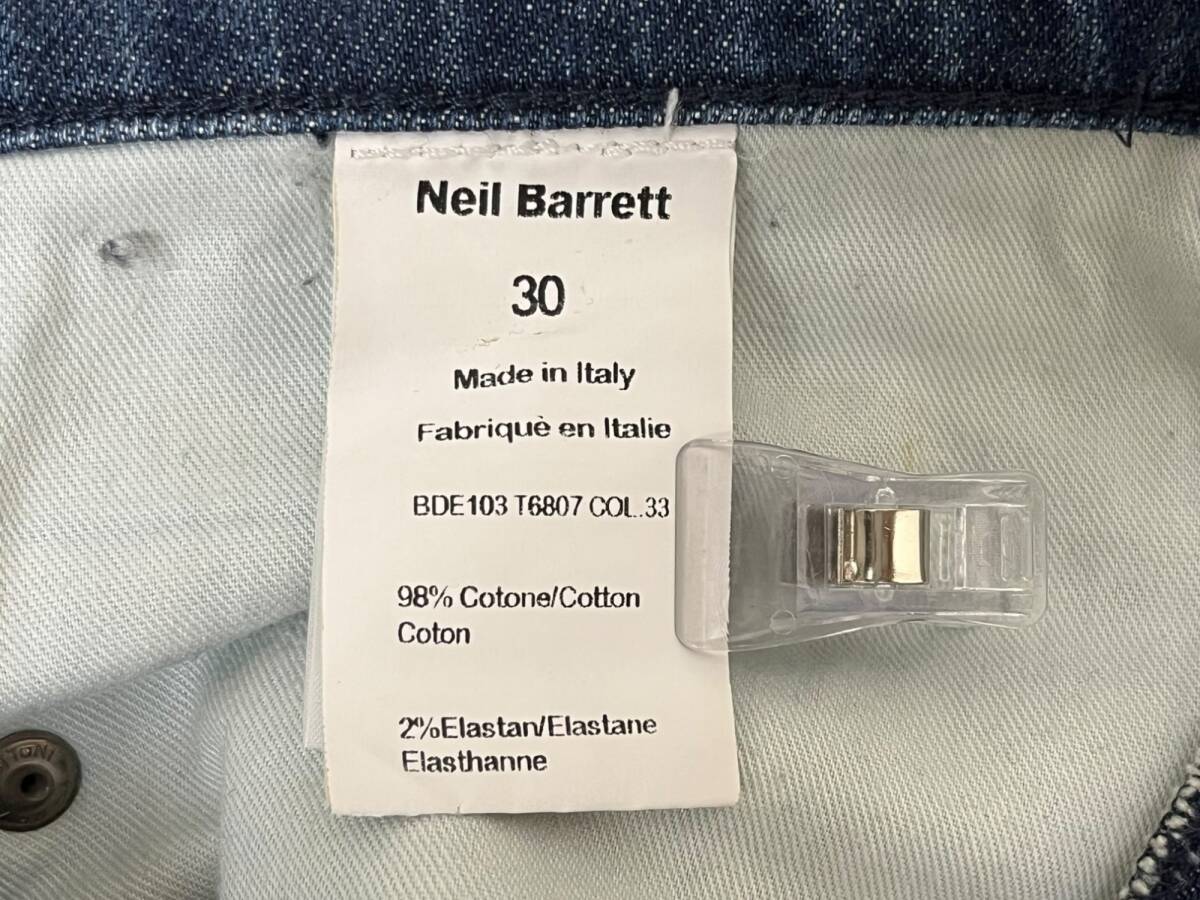 Neil Barrett
30
Made in Italy
Fabriquè en Italie
BDE103 T6807 COL.33
98% Cotone/Cotton
Coton
2%Elastan/Elastane
Elasthanne